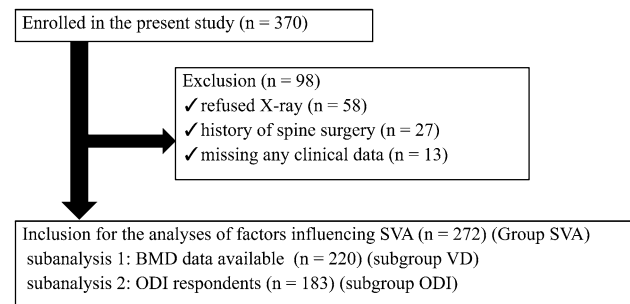 Enrolled in the present study (n = 370)
Exclusion (n = 98)
✓refused X-ray (n = 58)
✓history of spine surgery (n = 27)
✓missing any clinical data (n = 13)
Inclusion for the analyses of factors influencing SVA (n = 272) (Group SVA)
subanalysis 1: BMD data available (n = 220) (subgroup VD)
subanalysis 2: ODI respondents (n = 183) (subgroup ODI)